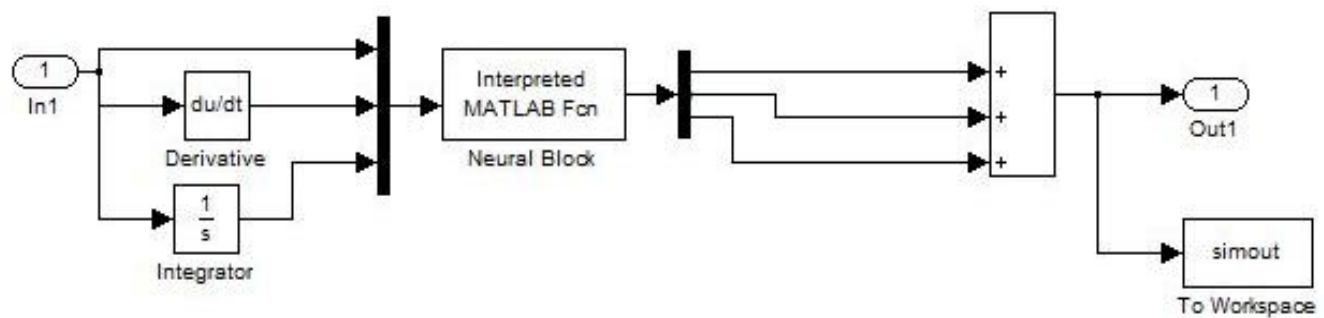 1
In1
du/dt
Derivative
1
s
Integrator
Interpreted
MATLAB Fcn
Neural Block
+
+
+
1
Out1
simout
To Workspace